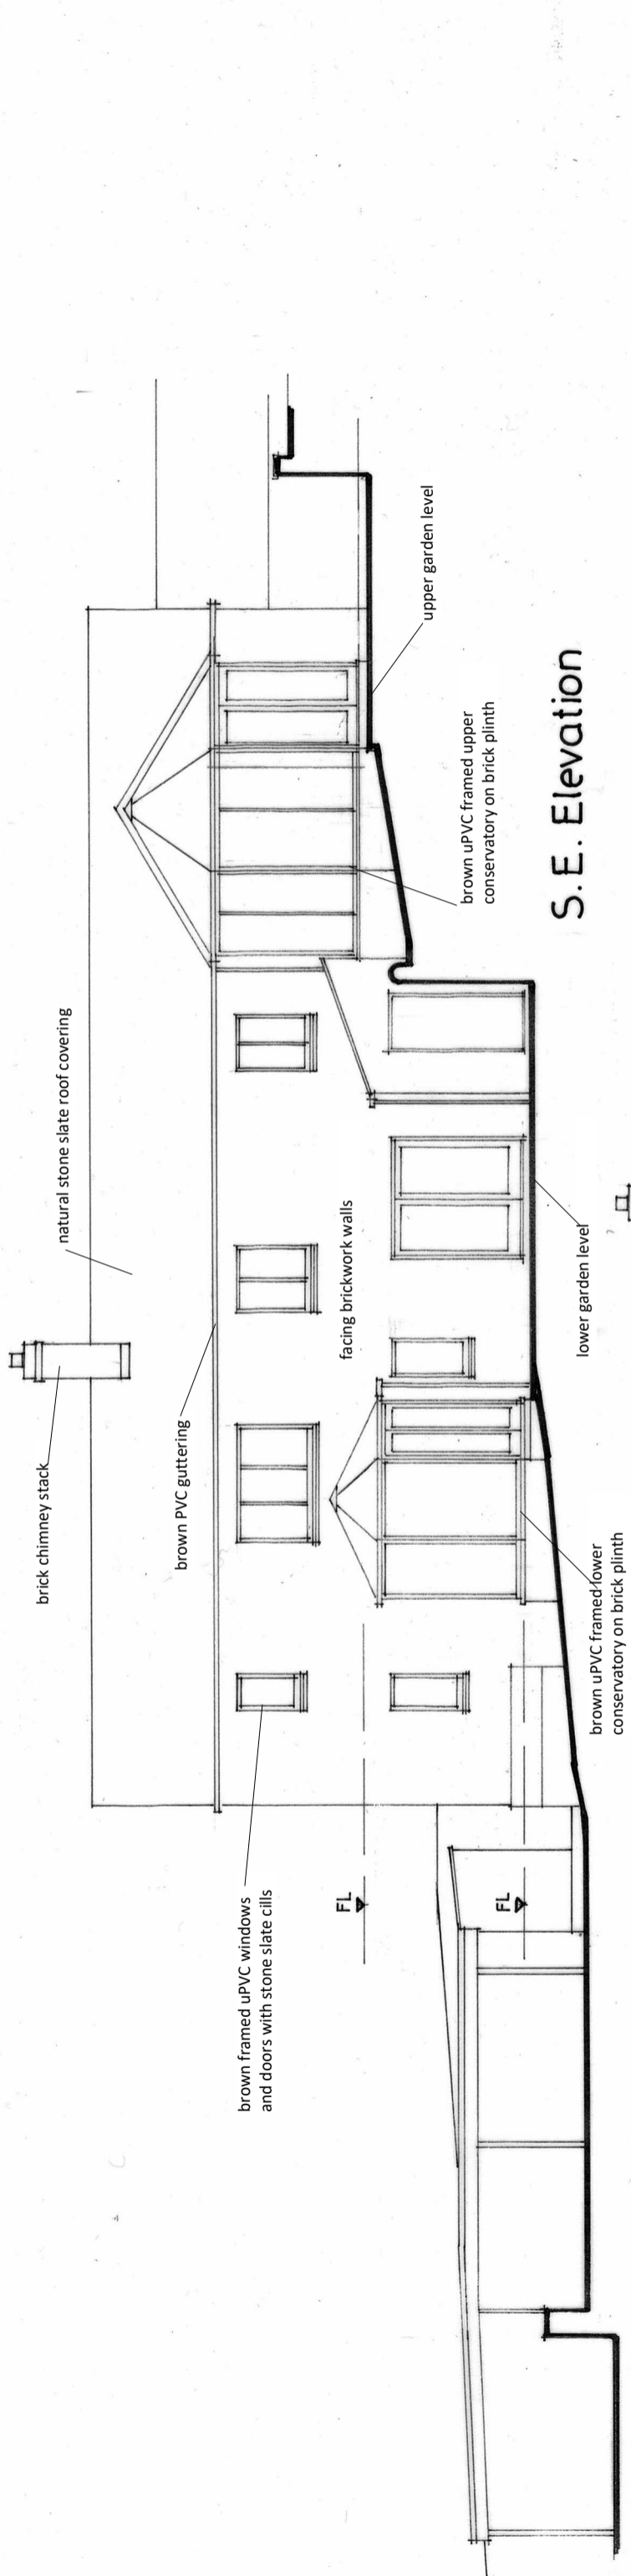 brick chimney stack
natural stone slate roof covering
brown PVC guttering
brown framed uPVC windows
and doors with stone slate cills
facing brickwork walls
FL
FL
upper garden level
brown uPVC framed upper
conservatory on brick plinth
lower garden level
brown uPVC framed lower
conservatory on brick plinth
S.E. Elevation